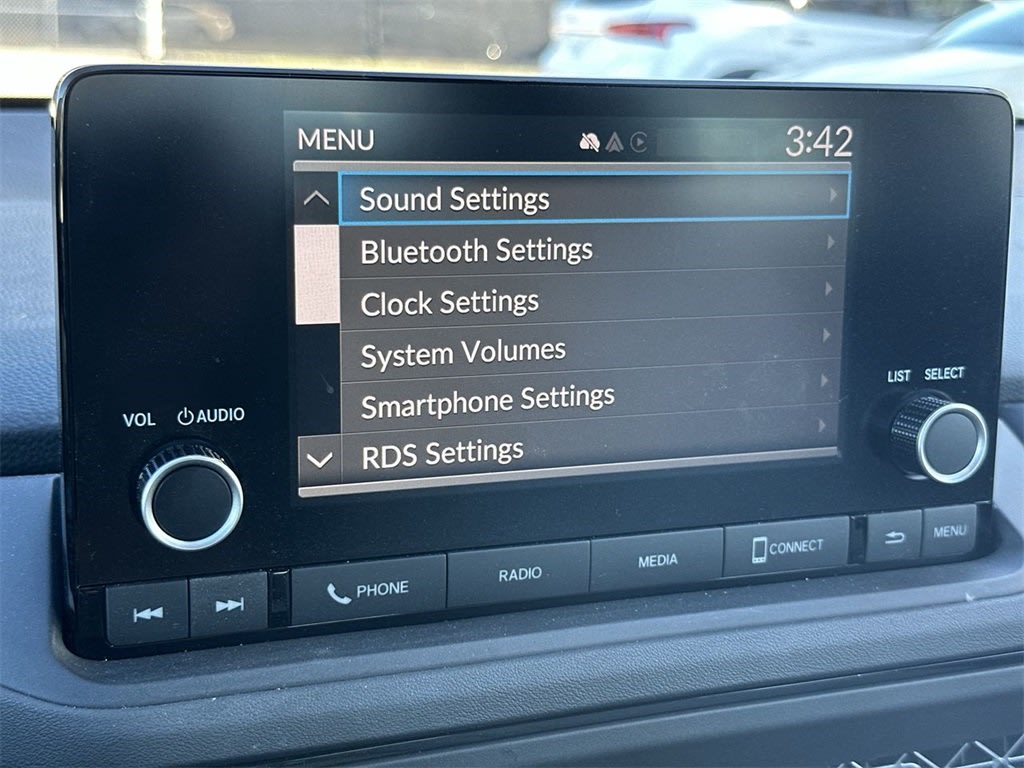 MENU 3:42
Sound Settings
Bluetooth Settings
Clock Settings
System Volumes
Smartphone Settings
RDS Settings
VOL AUDIO
LIST SELECT
PHONE RADIO MEDIA CONNECT MENU